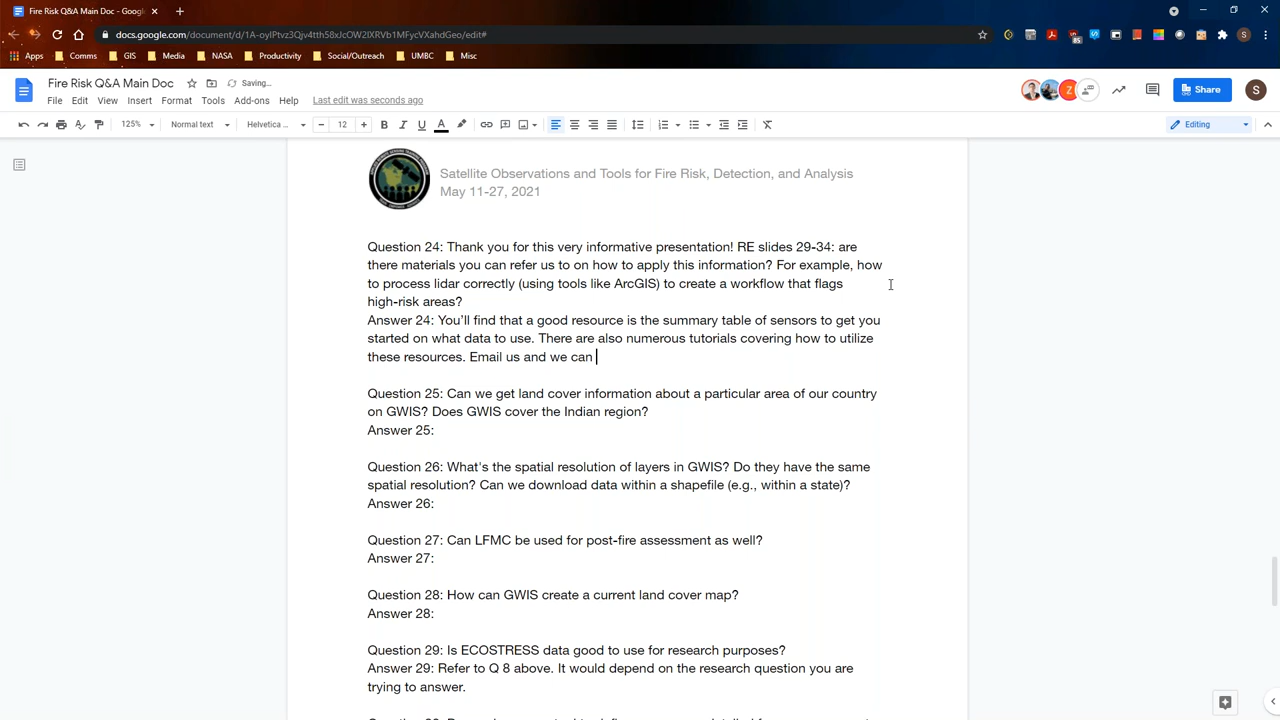 Fire Risk Q&A Main Doc - Googl
docs.google.com/document/d/
Apps Comms GIS Media NASA Productivity Social/Outreach UMBC Misc
Fire Risk Q&A Main Doc Saving...
File Edit View Insert Format Tools Add-ons Help Last edit was seconds ago
Share
S
125% Normal text Helvetica ... 12 B I U A Editing
Satellite Observations and Tools for Fire Risk, Detection, and Analysis
May 11-27, 2021
Question 24: Thank you for this very informative presentation! RE slides 29-34: are
there materials you can refer us to on how to apply this information? For example, how
to process lidar correctly (using tools like ArcGIS) to create a workflow that flags
high-risk areas?
Answer 24: You’ll find that a good resource is the summary table of sensors to get you
started on what data to use. There are also numerous tutorials covering how to utilize
these resources. Email us and we can
Question 25: Can we get land cover information about a particular area of our country
on GWIS? Does GWIS cover the Indian region?
Answer 25:
Question 26: What's the spatial resolution of layers in GWIS? Do they have the same
spatial resolution? Can we download data within a shapefile (e.g., within a state)?
Answer 26:
Question 27: Can LFMC be used for post-fire assessment as well?
Answer 27:
Question 28: How can GWIS create a current land cover map?
Answer 28:
Question 29: Is ECOSTRESS data good to use for research purposes?
Answer 29: Refer to Q 8 above. It would depend on the research question you are
trying to answer.